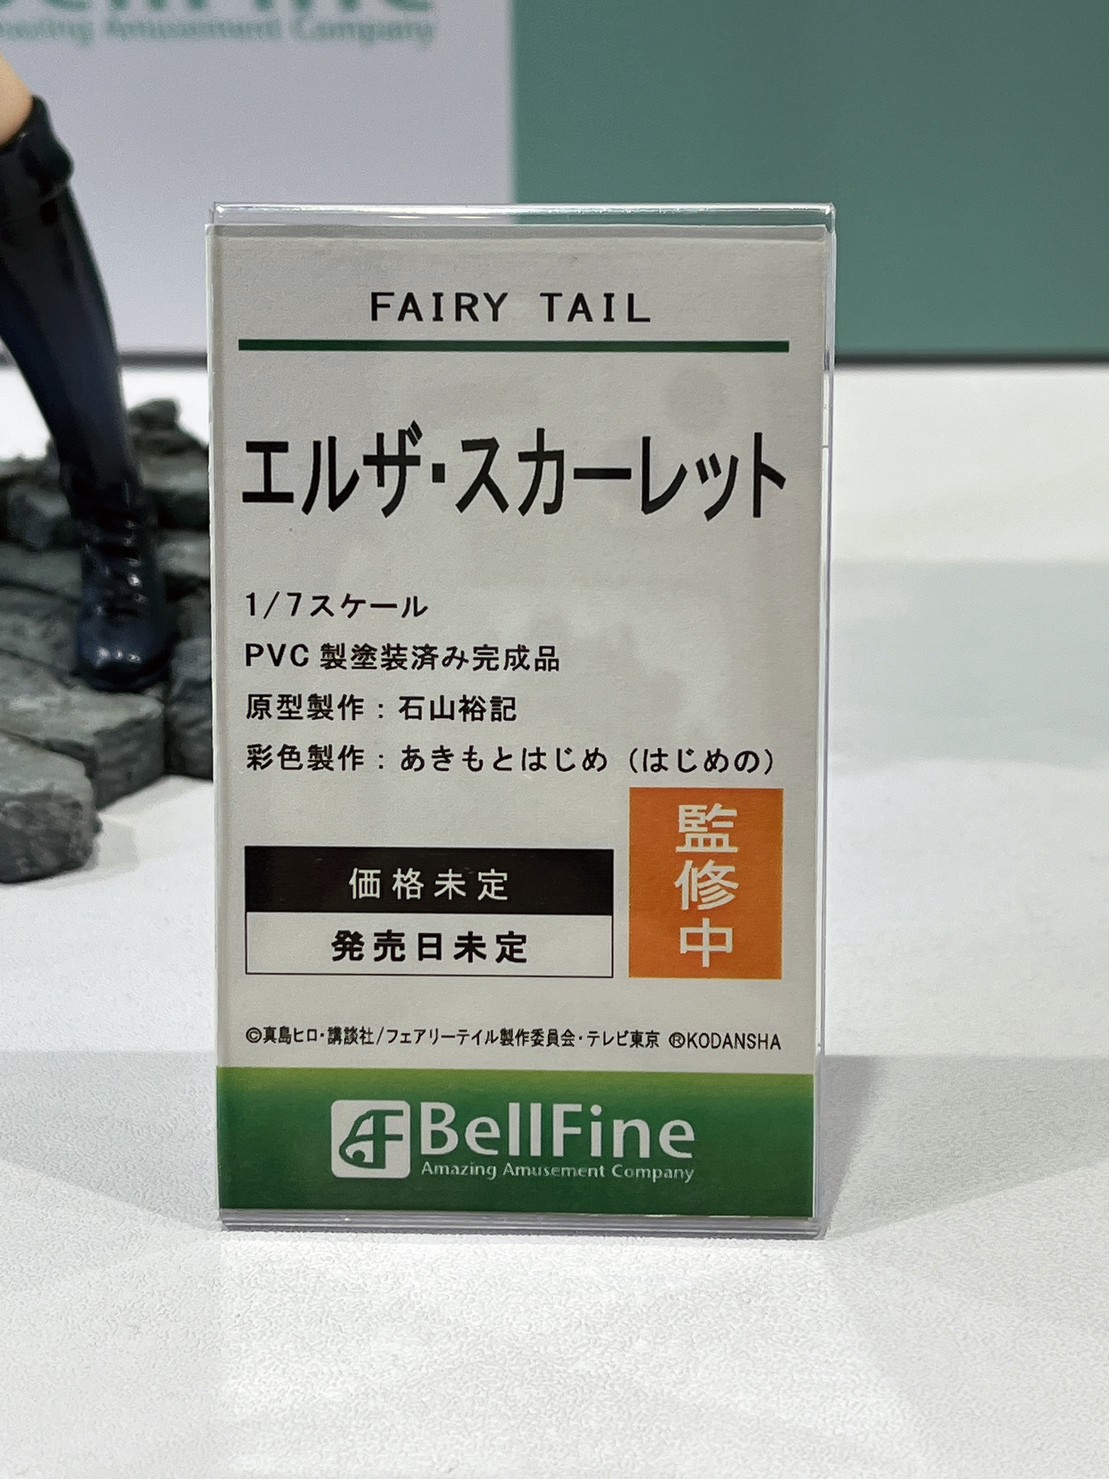 Amazing Amusement Company
FAIRY TAIL
エルザ・スカーレット
1/7スケール
PVC 製塗装済み完成品
原型製作：石山裕記
彩色製作：あきもとはじめ（はじめの）
監修中
価格未定
発売日未定
©真島ヒロ・講談社/フェアリーテイル製作委員会・テレビ東京 ®KODANSHA
BellFine
Amazing Amusement Company